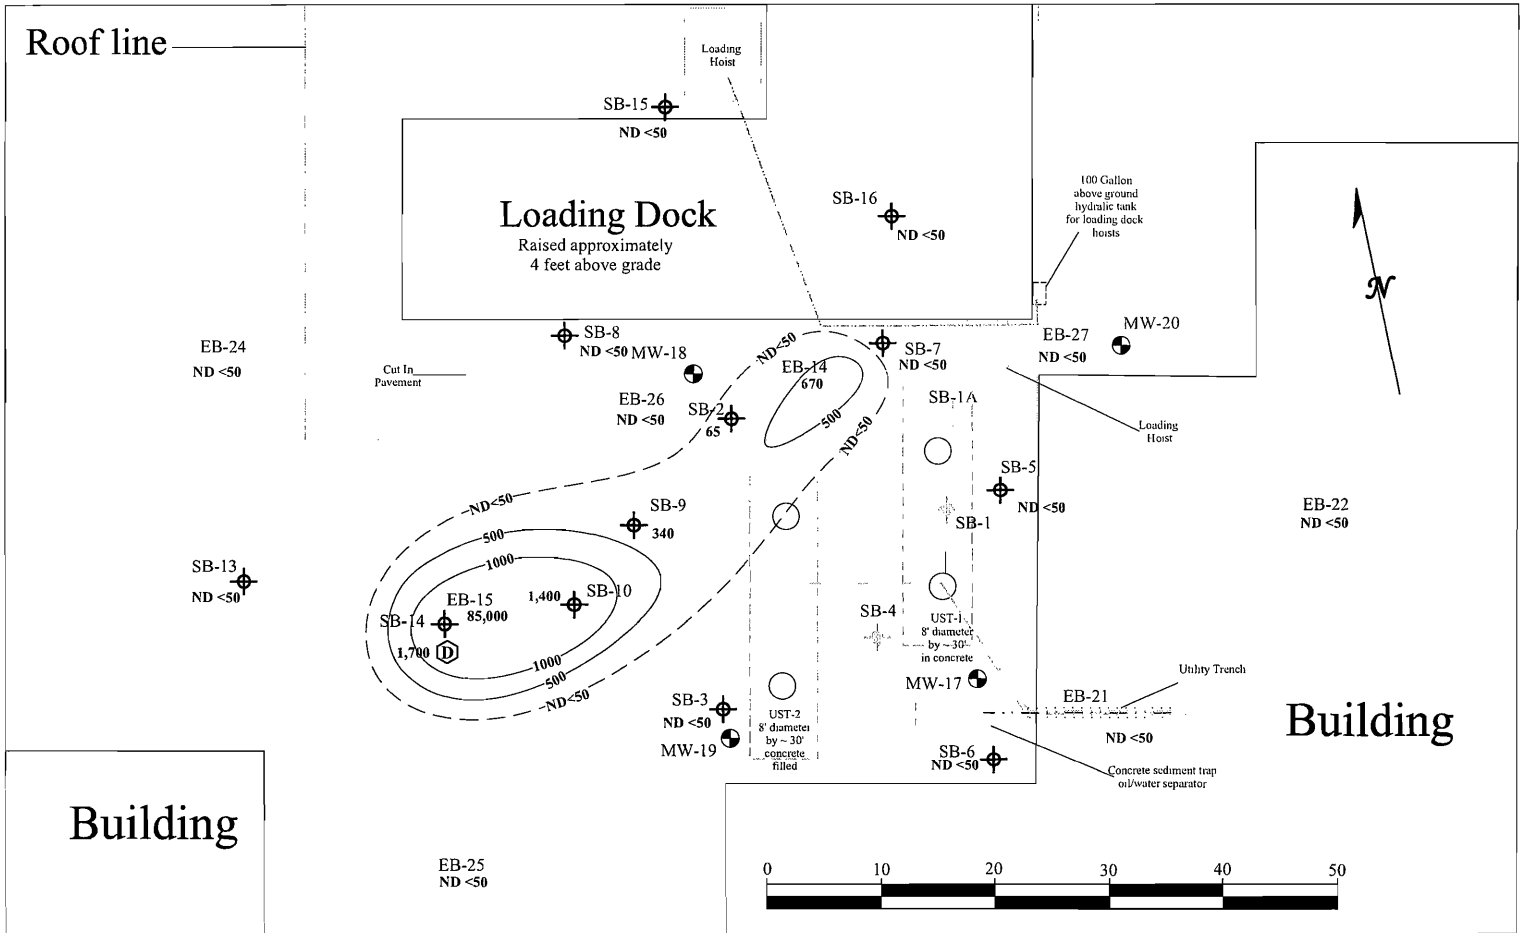 Roof line
Loading
Hoist
SB-15
ND <50
SB-16
ND <50
100 Gallon
above ground
hydralic tank
for loading dock
hoists
Loading Dock
Raised approximately
4 feet above grade
N
EB-24
ND <50
SB-8
ND <50
MW-18
ND<50
EB-14
670
500
SB-7
ND <50
EB-27
ND <50
MW-20
Cut In
Pavement
EB-26
ND <50
SB-2
65
ND<50
SB-1A
Loading
Hoist
SB-5
ND <50
EB-22
ND <50
ND<50
500
1000
SB-9
340
SB-1
SB-13
ND <50
EB-15
85,000
SB-14
1,700
D
1,400
SB-10
1000
500
ND<50
SB-4
UST-1
8' diameter
by ~30'
in concrete
MW-17
SB-3
ND <50
MW-19
UST-2
8' diameter
by ~ 30'
concrete
filled
Utility Trench
EB-21
ND <50
SB-6
ND <50
Concrete sediment trap
oil/water separator
Building
Building
EB-25
ND <50
0 10 20 30 40 50